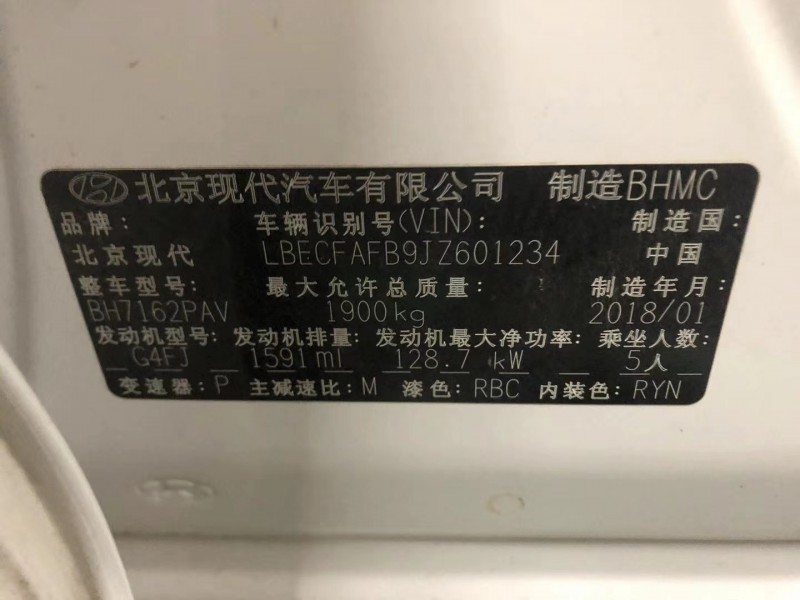 北京现代汽车有限公司 制造BHMC
品牌： 车辆识别号(VIN)： 制造国：
北京现代 LBECFAFB9JZ601234 中国
整车型号： 最大允许总质量： 制造年月：
BH7162PAV 1900kg 2018/01
发动机型号： 发动机排量： 发动机最大净功率： 乘坐人数：
G4FJ 1591ml 128.7 kW 5人
变速器：P 主减速比：M 漆色：RBC 内装色：RYN